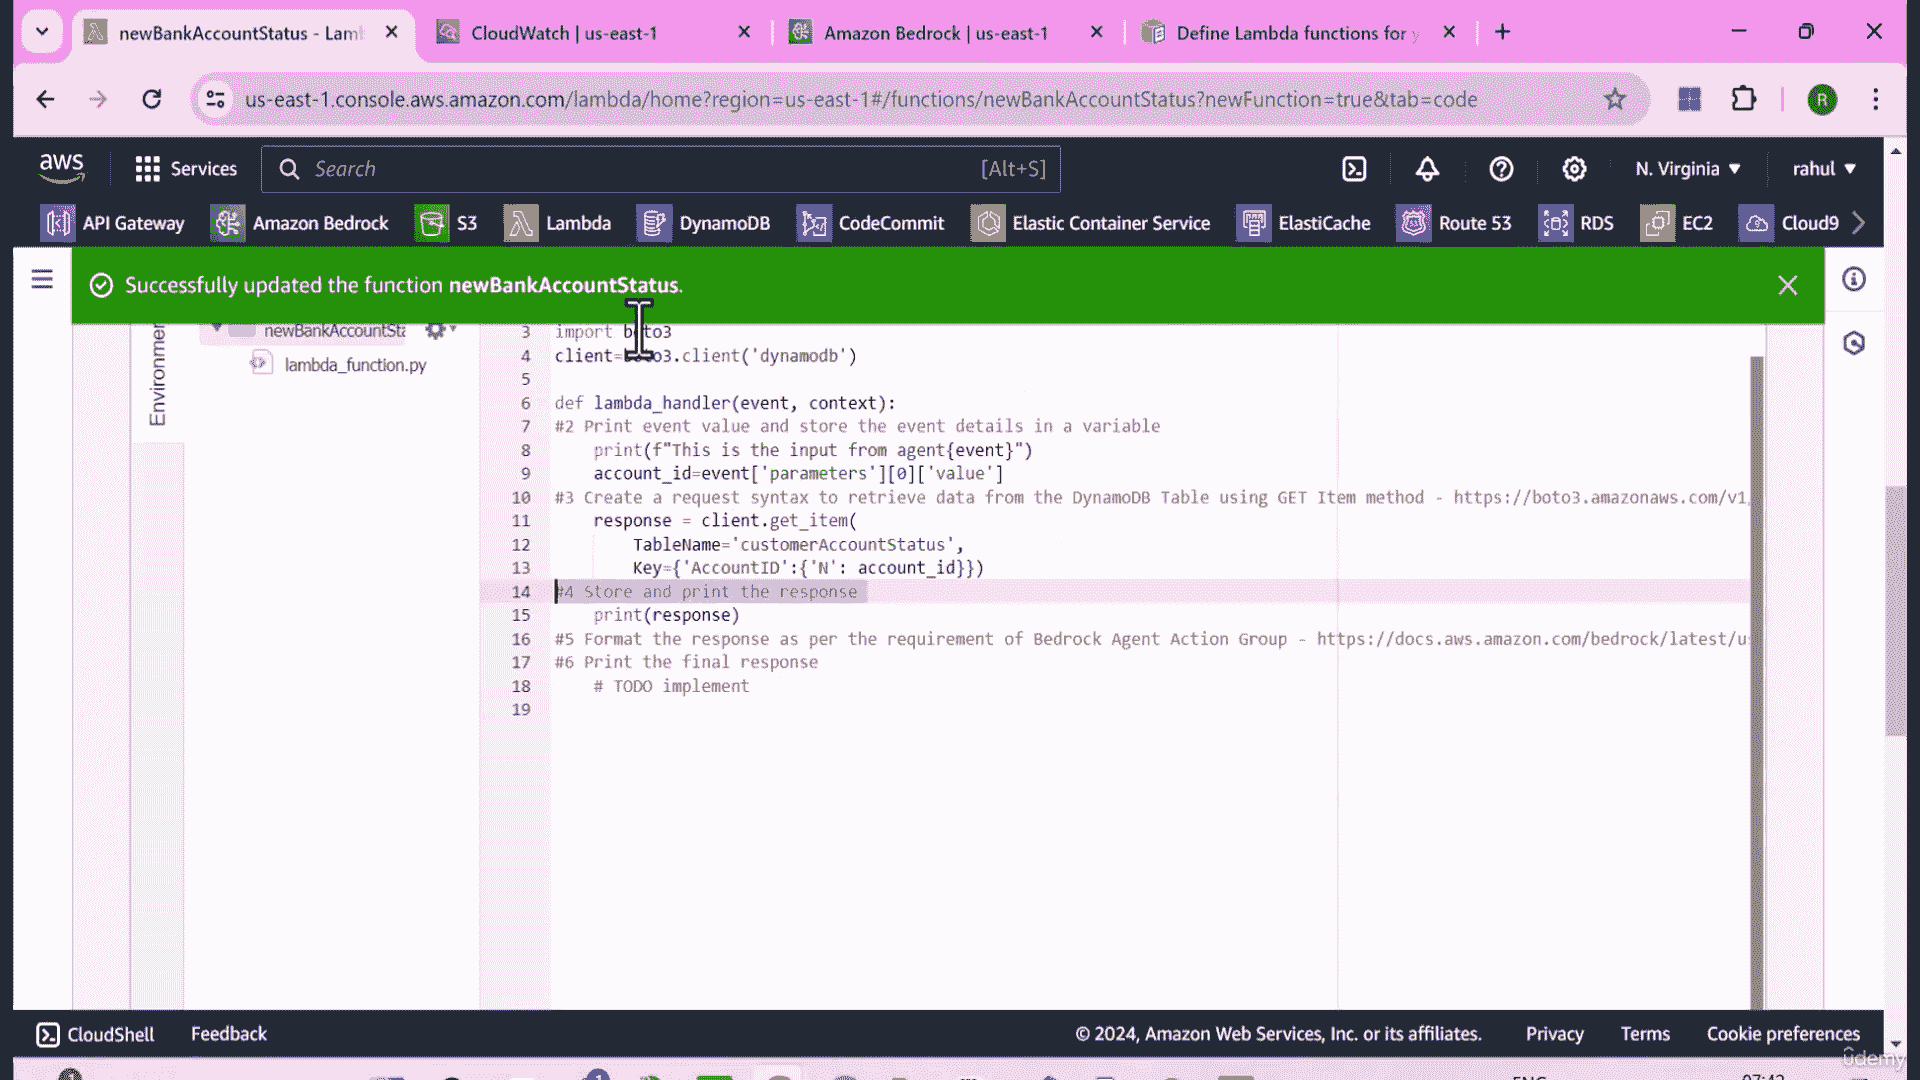 newBankAccountStatus - Lam
CloudWatch | us-east-1
Amazon Bedrock | us-east-1
Define Lambda functions for y
us-east-1.console.aws.amazon.com/lambda/home?region=us-east-1#/functions/newBankAccountStatus?newFunction=true&tab=code
R
aws
Services
Search
[Alt+S]
N. Virginia
rahul
API Gateway
Amazon Bedrock
S3
Lambda
DynamoDB
CodeCommit
Elastic Container Service
ElastiCache
Route 53
RDS
EC2
Cloud9
Successfully updated the function newBankAccountStatus.
Environmen
newBankAccountSta
lambda_function.py
3 import boto3
4 client=boto3.client('dynamodb')
5
6 def lambda_handler(event, context):
7 #2 Print event value and store the event details in a variable
8 print(f"This is the input from agent{event}")
9 account_id=event['parameters'][0]['value']
10 #3 Create a request syntax to retrieve data from the DynamoDB Table using GET Item method - https://boto3.amazonaws.com/v1/
11 response = client.get_item(
12 TableName='customerAccountStatus',
13 Key={'AccountID':{'N': account_id}})
14 #4 Store and print the response
15 print(response)
16 #5 Format the response as per the requirement of Bedrock Agent Action Group - https://docs.aws.amazon.com/bedrock/latest/u
17 #6 Print the final response
18 # TODO implement
19
CloudShell
Feedback
© 2024, Amazon Web Services, Inc. or its affiliates.
Privacy
Terms
Cookie preferences
udemy